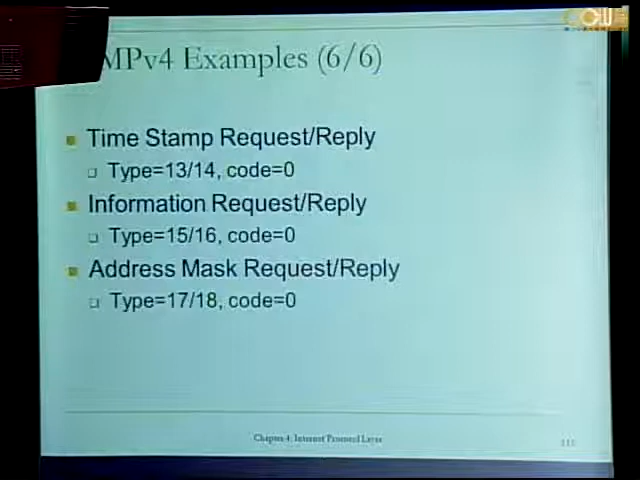 MPv4 Examples (6/6)
Time Stamp Request/Reply
Type=13/14, code=0
Information Request/Reply
Type=15/16, code=0
Address Mask Request/Reply
Type=17/18, code=0
Chapter 4: Internet Protocol Layer